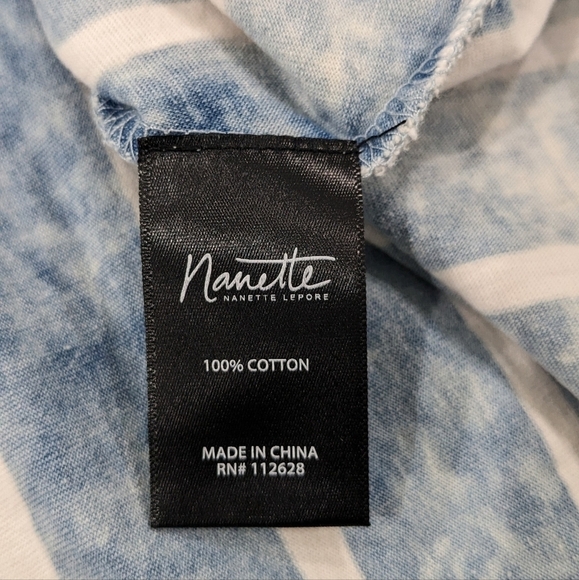 Nanette
NANETTE LEPORE
100% COTTON
MADE IN CHINA
RN# 112628